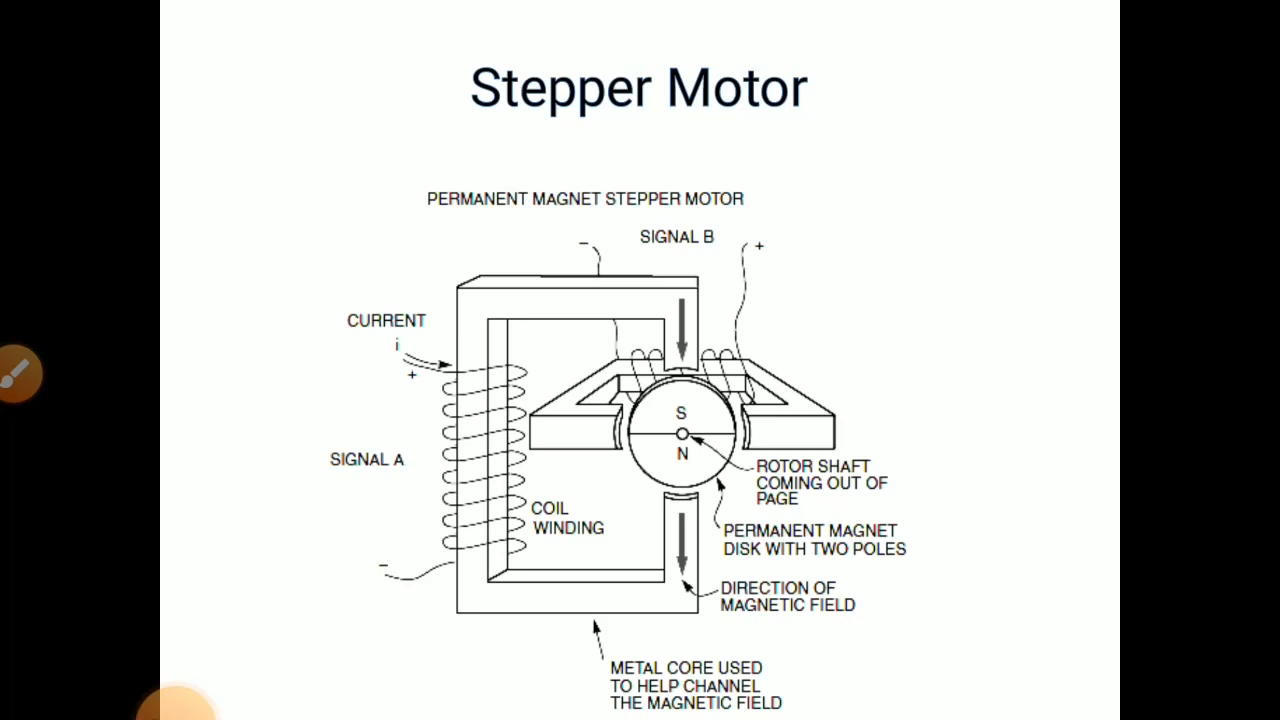 Stepper Motor
PERMANENT MAGNET STEPPER MOTOR
− SIGNAL B +
CURRENT
i
+
SIGNAL A
S
N
ROTOR SHAFT
COMING OUT OF
PAGE
COIL
WINDING
PERMANENT MAGNET
DISK WITH TWO POLES
−
DIRECTION OF
MAGNETIC FIELD
METAL CORE USED
TO HELP CHANNEL
THE MAGNETIC FIELD